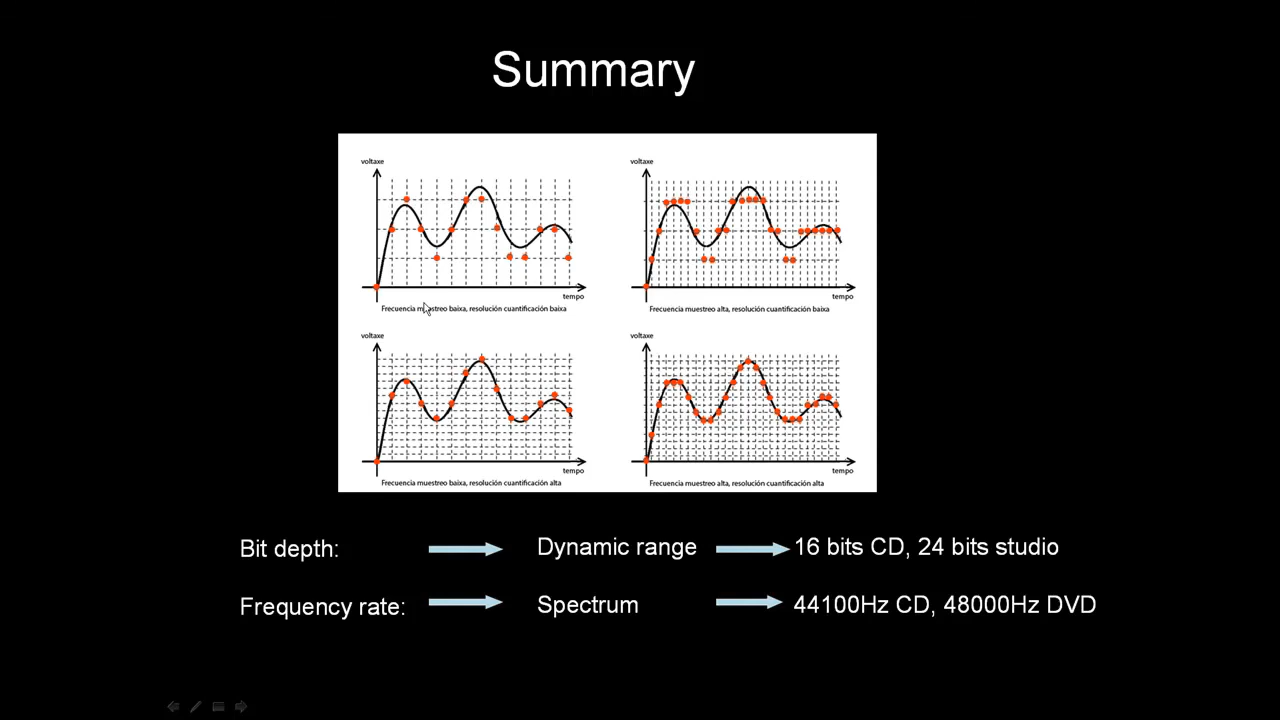 Summary
voltaxe
voltaxe
tempo
tempo
Frecuencia muestreo baixa, resolución cuantificación baixa
Frecuencia muestreo alta, resolución cuantificación baixa
voltaxe
voltaxe
tempo
tempo
Frecuencia muestreo baixa, resolución cuantificación alta
Frecuencia muestreo alta, resolución cuantificación alta
Bit depth: Dynamic range 16 bits CD, 24 bits studio
Frequency rate: Spectrum 44100Hz CD, 48000Hz DVD